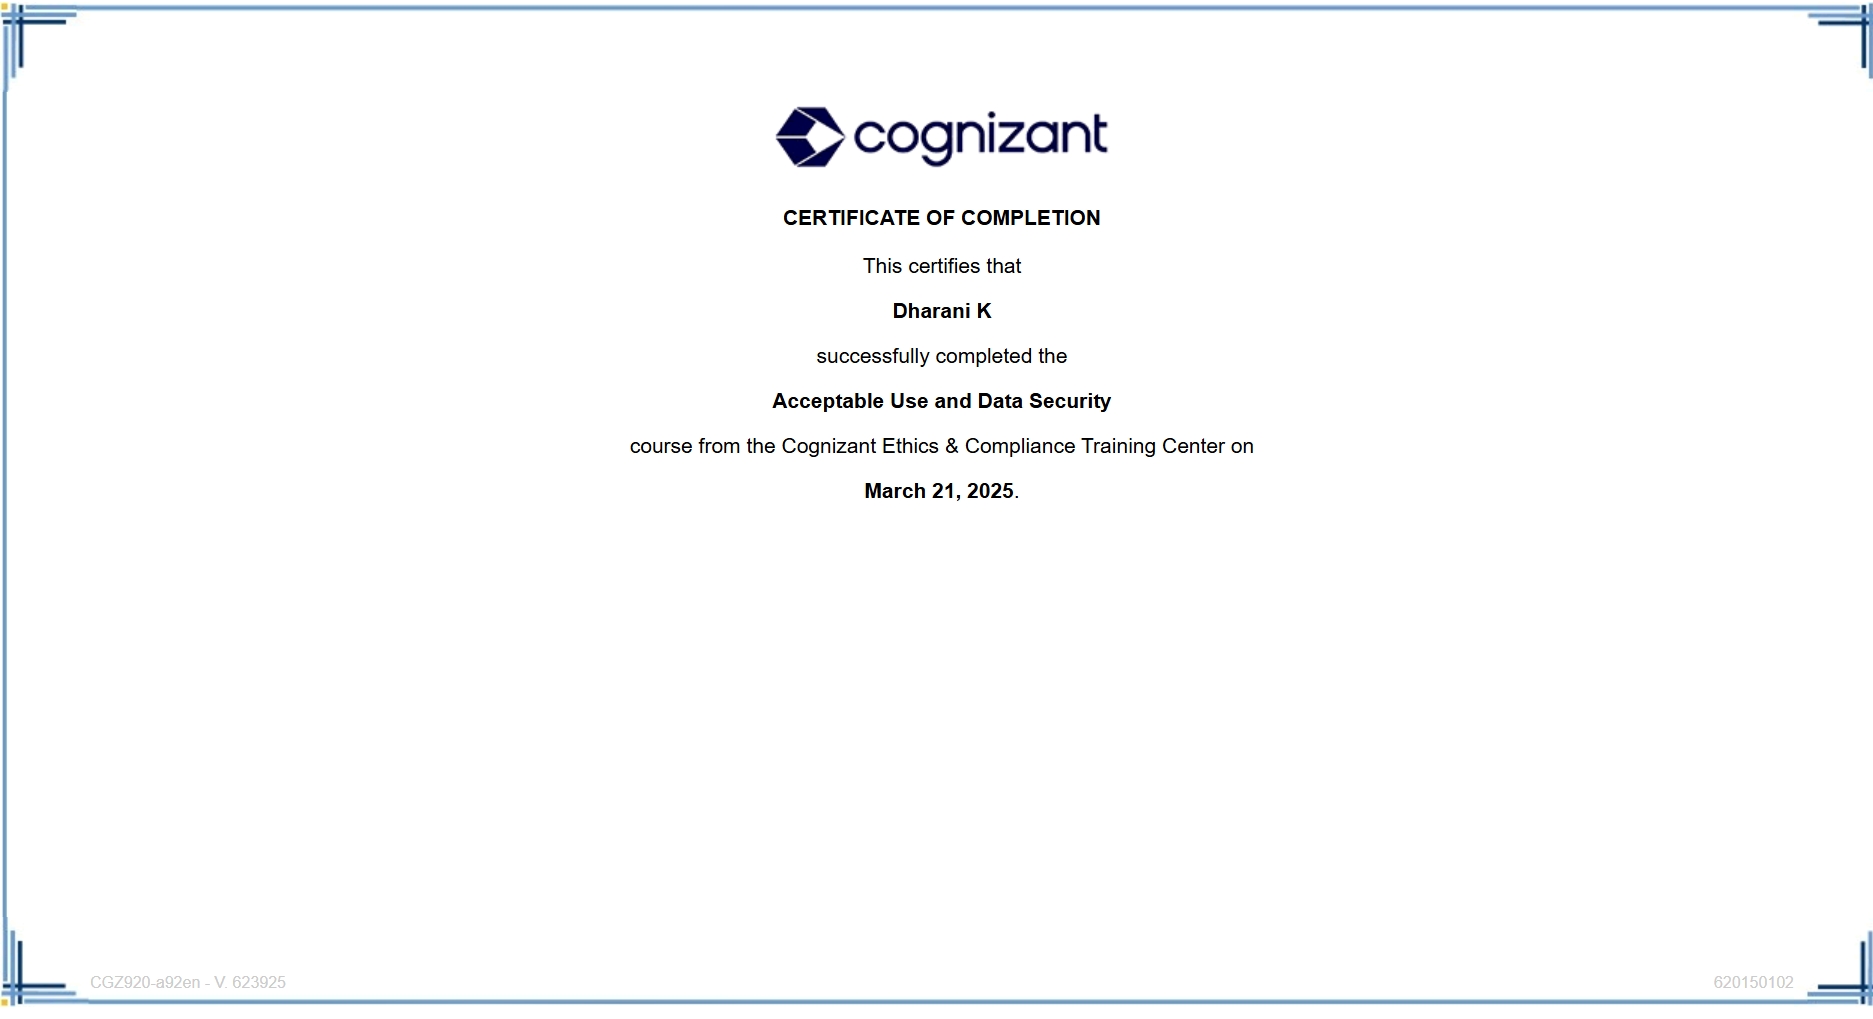 cognizant
CERTIFICATE OF COMPLETION
This certifies that
Dharani K
successfully completed the
Acceptable Use and Data Security
course from the Cognizant Ethics & Compliance Training Center on
March 21, 2025.
CGZ920-a92en - V. 623925
620150102